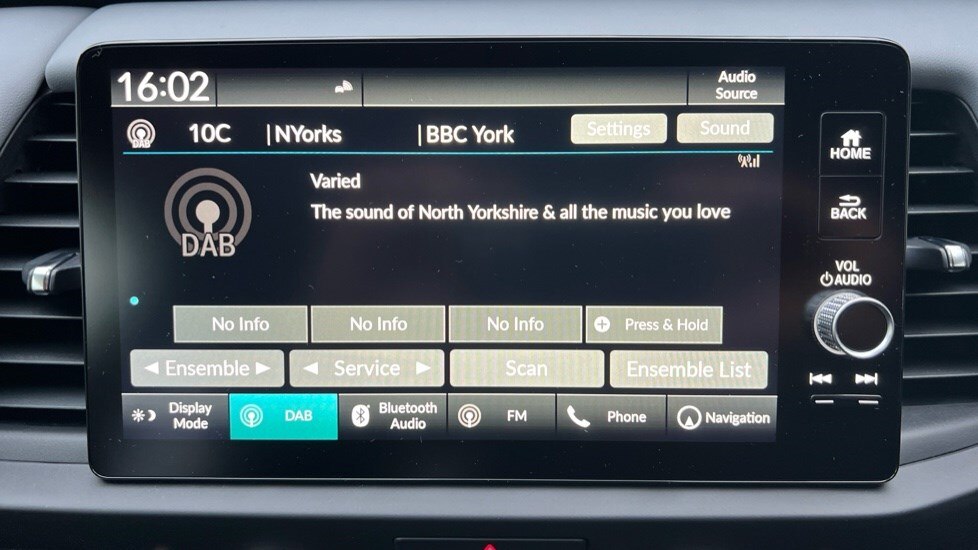 16:02
Audio
Source
DAB 10C |NYorks |BBC York Settings Sound
Varied
The sound of North Yorkshire & all the music you love
DAB
No Info No Info No Info Press & Hold
Ensemble Service Scan Ensemble List
Display
Mode
DAB
Bluetooth
Audio
FM
Phone
Navigation
HOME
BACK
VOL
AUDIO